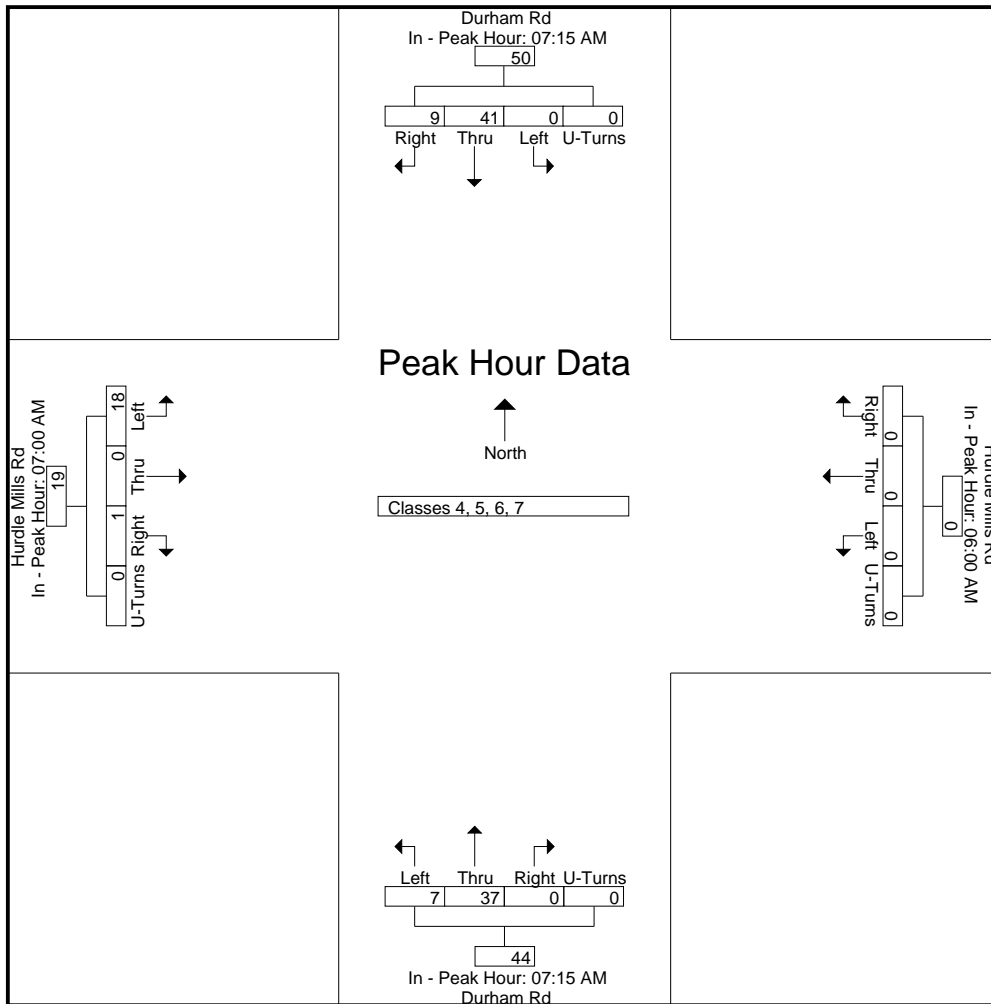 Durham Rd
In - Peak Hour: 07:15 AM
50
9 41 0 0
Right Thru Left U-Turns
Peak Hour Data
North
Classes 4, 5, 6, 7
Hurdle Mills Rd
In - Peak Hour: 07:00 AM
19
18 0 1 0
Left Thru Right U-Turns
Hurdle Mills Rd
In - Peak Hour: 06:00 AM
0
0 0 0 0
Right Thru Left U-Turns
Left Thru Right U-Turns
7 37 0 0
44
In - Peak Hour: 07:15 AM
Durham Rd